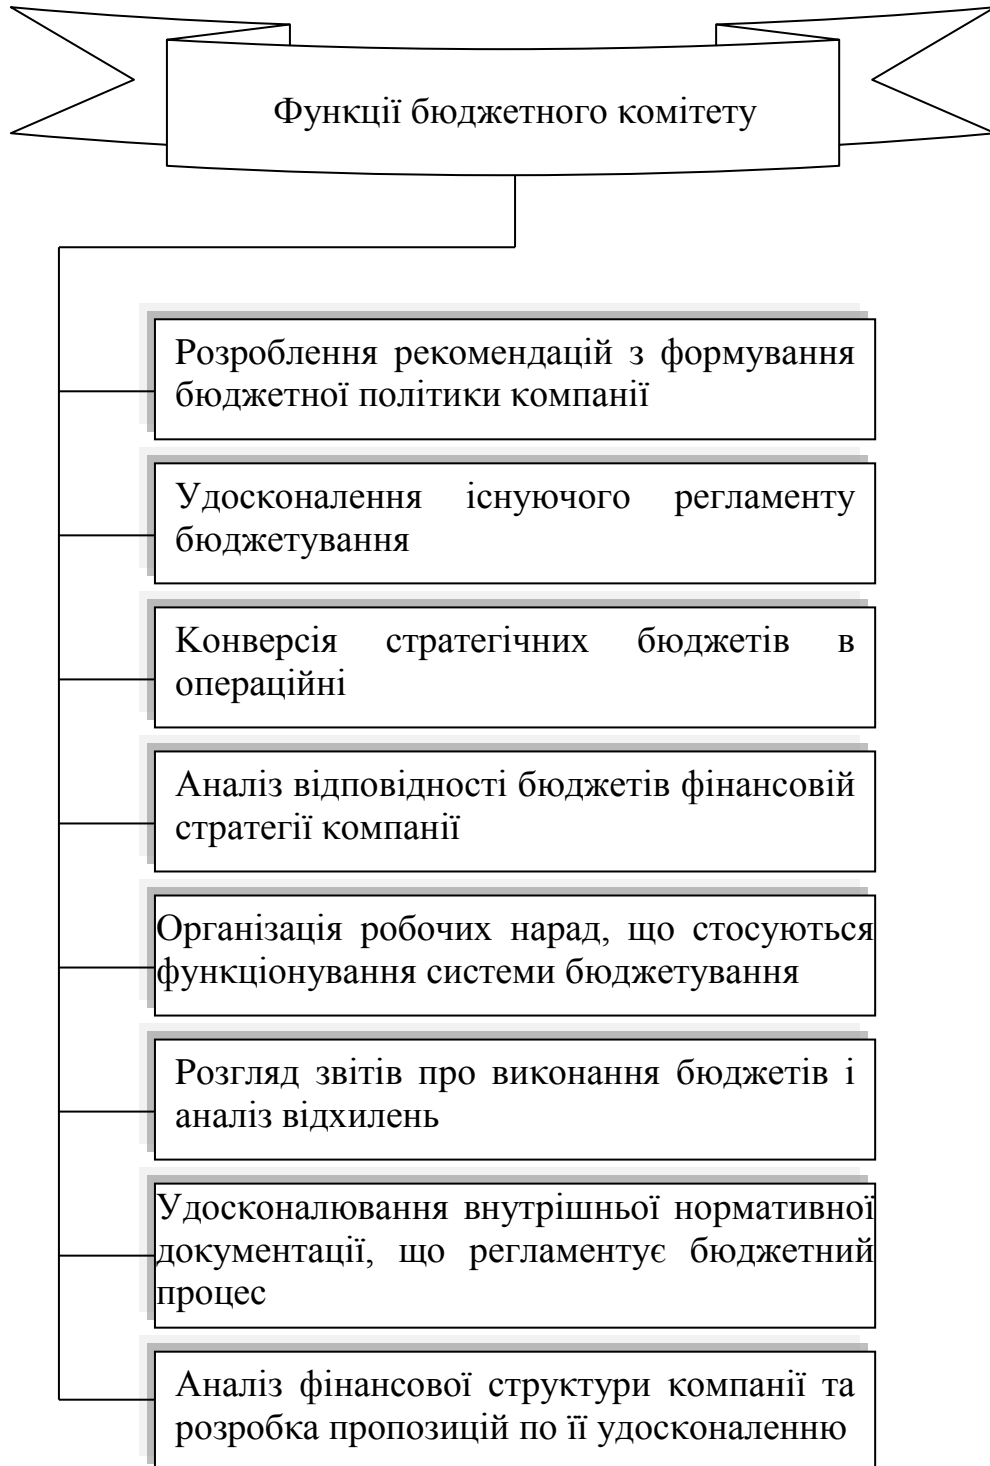 Функції бюджетного комітету
Розроблення рекомендацій з формування
бюджетної політики компанії
Удосконалення існуючого регламенту
бюджетування
Конверсія стратегічних бюджетів в
операційні
Аналіз відповідності бюджетів фінансовій
стратегії компанії
Організація робочих нарад, що стосуються
функціонування системи бюджетування
Розгляд звітів про виконання бюджетів і
аналіз відхилень
Удосконалювання внутрішньої нормативної
документації, що регламентує бюджетний
процес
Аналіз фінансової структури компанії та
розробка пропозицій по її удосконаленню